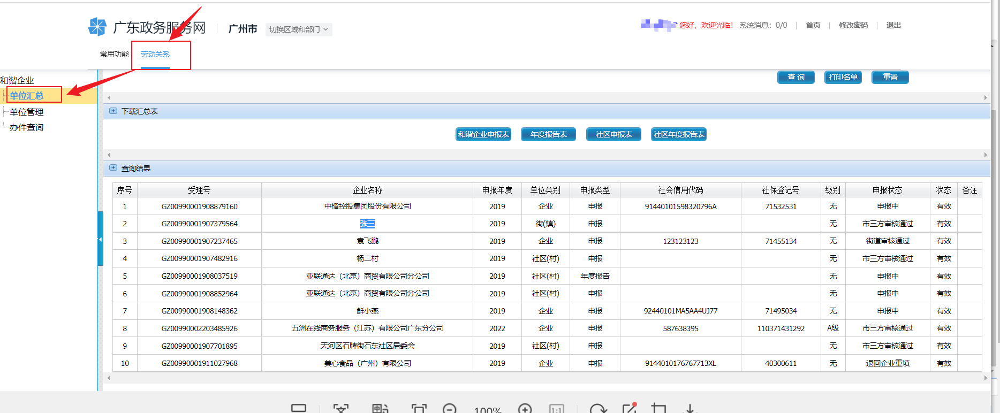 广东政务服务网 广州市 切换区域和部门 您好，欢迎光临! 系统消息：0/0 首页 修改密码 退出
常用功能 劳动关系
和谐企业
单位汇总
单位管理
办件查询
查 询 打印名单 重置
下载汇总表
和谐企业申报表 年度报告表 社区申报表 社区年度报告表
查询结果
序号 受理号 企业名称 申报年度 单位类别 申报类型 社会信用代码 社保登记号 级别 申报状态 状态 备注
1 GZ00990001908879160 中楷控股集团股份有限公司 2019 企业 申报 91440101598320796A 71532531 无 申报中 有效
2 GZ00990001907379564 张三 2019 街(镇) 申报 无 市三方审核通过 有效
3 GZ00990001907237465 袁飞鹏 2019 企业 申报 123123123 71455134 无 街道审核通过 有效
4 GZ00990001907482916 杨二村 2019 社区(村) 申报 无 市三方审核通过 有效
5 GZ00990001908037519 亚联通达（北京）商贸有限公司分公司 2019 社区(村) 年度报告 无 申报中 有效
6 GZ00990001908852964 亚联通达（北京）商贸有限公司分公司 2019 社区(村) 申报 无 申报中 有效
7 GZ00990001908148362 鲜小燕 2019 企业 申报 92440101MA5AA4UJ77 71495034 无 申报中 有效
8 GZ00990002203485926 五洲在线商务服务（江苏）有限公司广东分公司 2022 企业 申报 587638395 110371431292 A级 市三方审核通过 有效
9 GZ00990001907701895 天河区石牌街石东社区居委会 2019 社区(村) 申报 无 市三方审核通过 有效
10 GZ00990001911027968 美心食品（广州）有限公司 2019 企业 申报 9144010176767713XL 40300611 无 退回企业重填 有效
100% 1:1